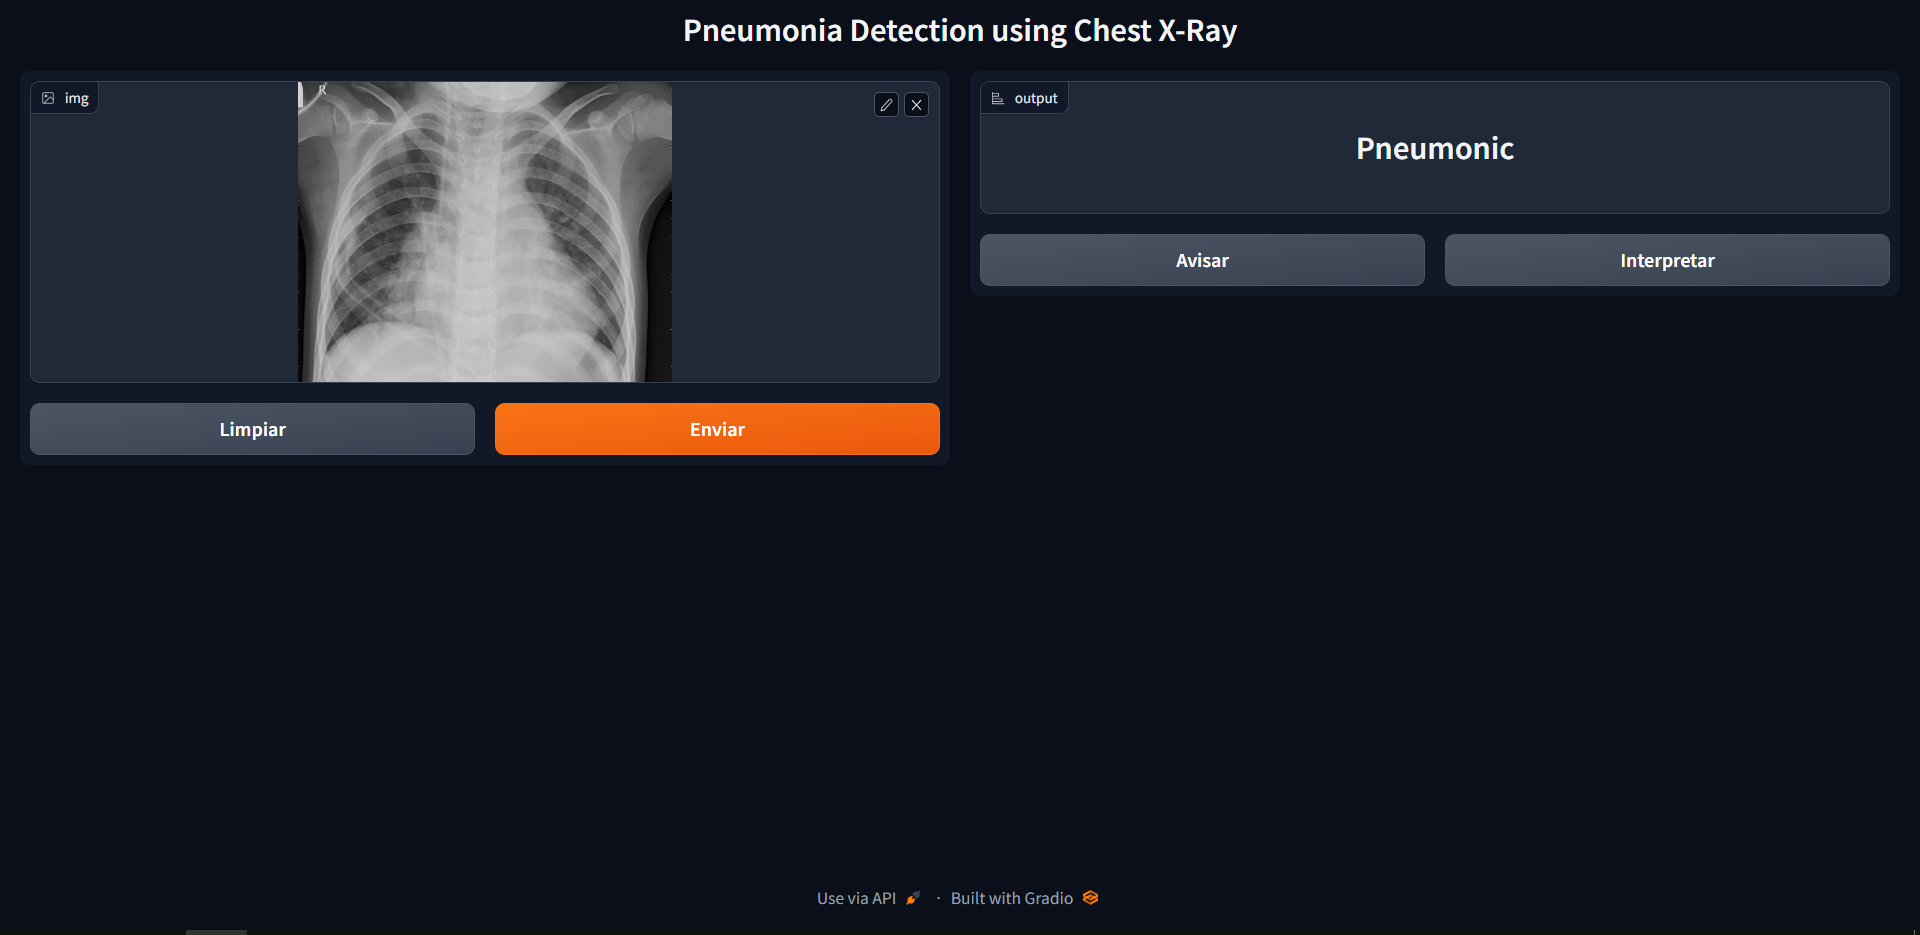 Pneumonia Detection using Chest X-Ray
img
R
Limpiar
Enviar
output
Pneumonic
Avisar
Interpretar
Use via API · Built with Gradio